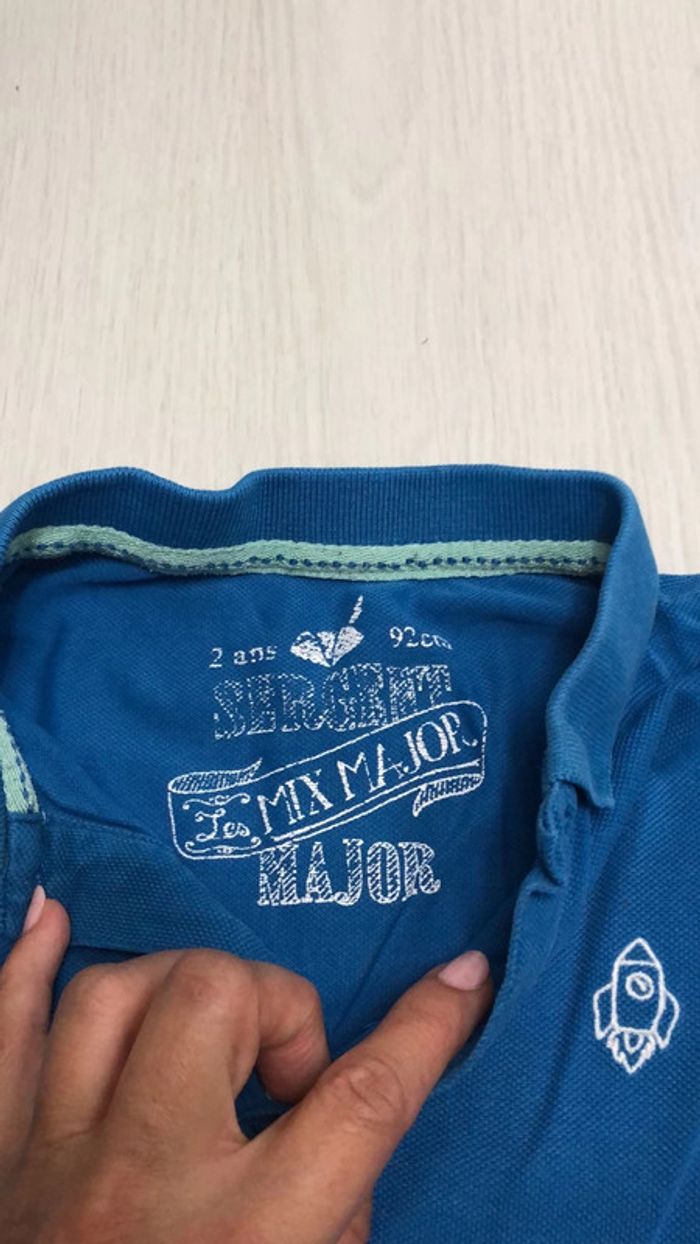 2 ans 92cm
SERGENT
Les MIX MAJOR
MAJOR